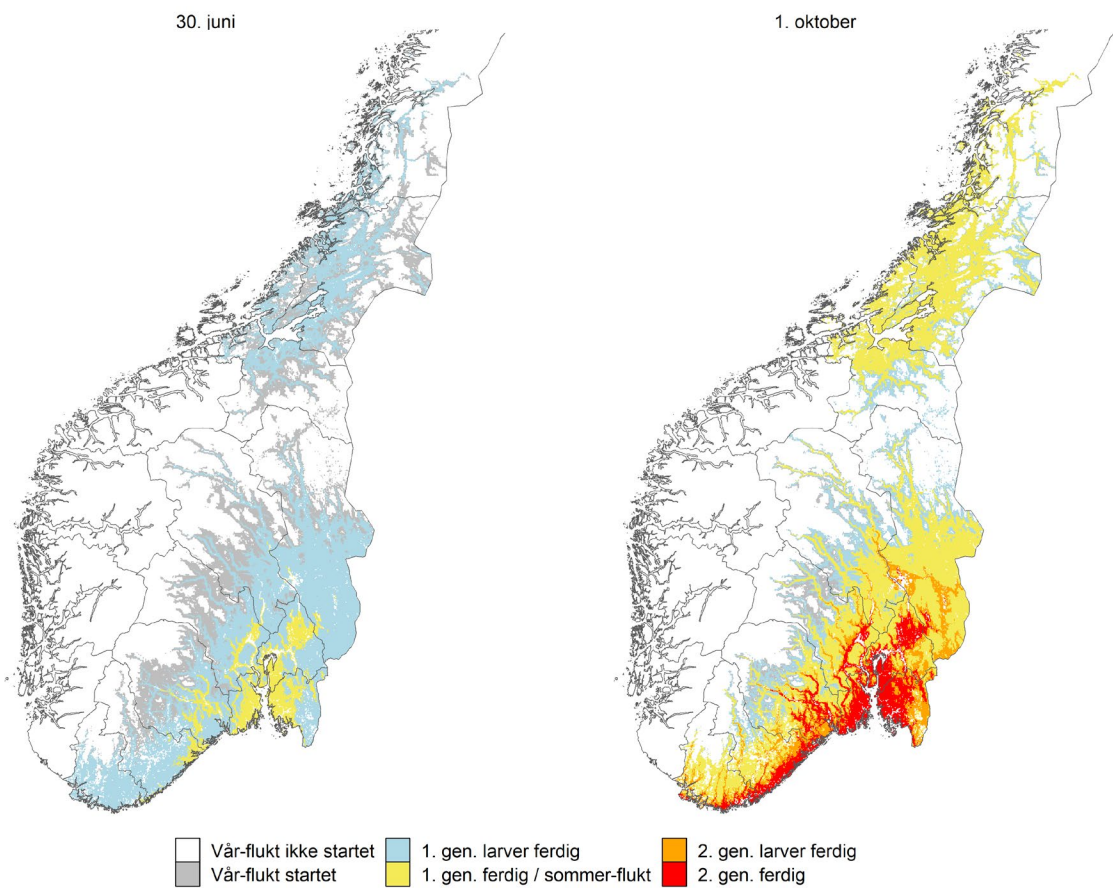 30. juni
1. oktober
Vår-flukt ikke startet
1. gen. larver ferdig
2. gen. larver ferdig
Vår-flukt startet
1. gen. ferdig / sommer-flukt
2. gen. ferdig